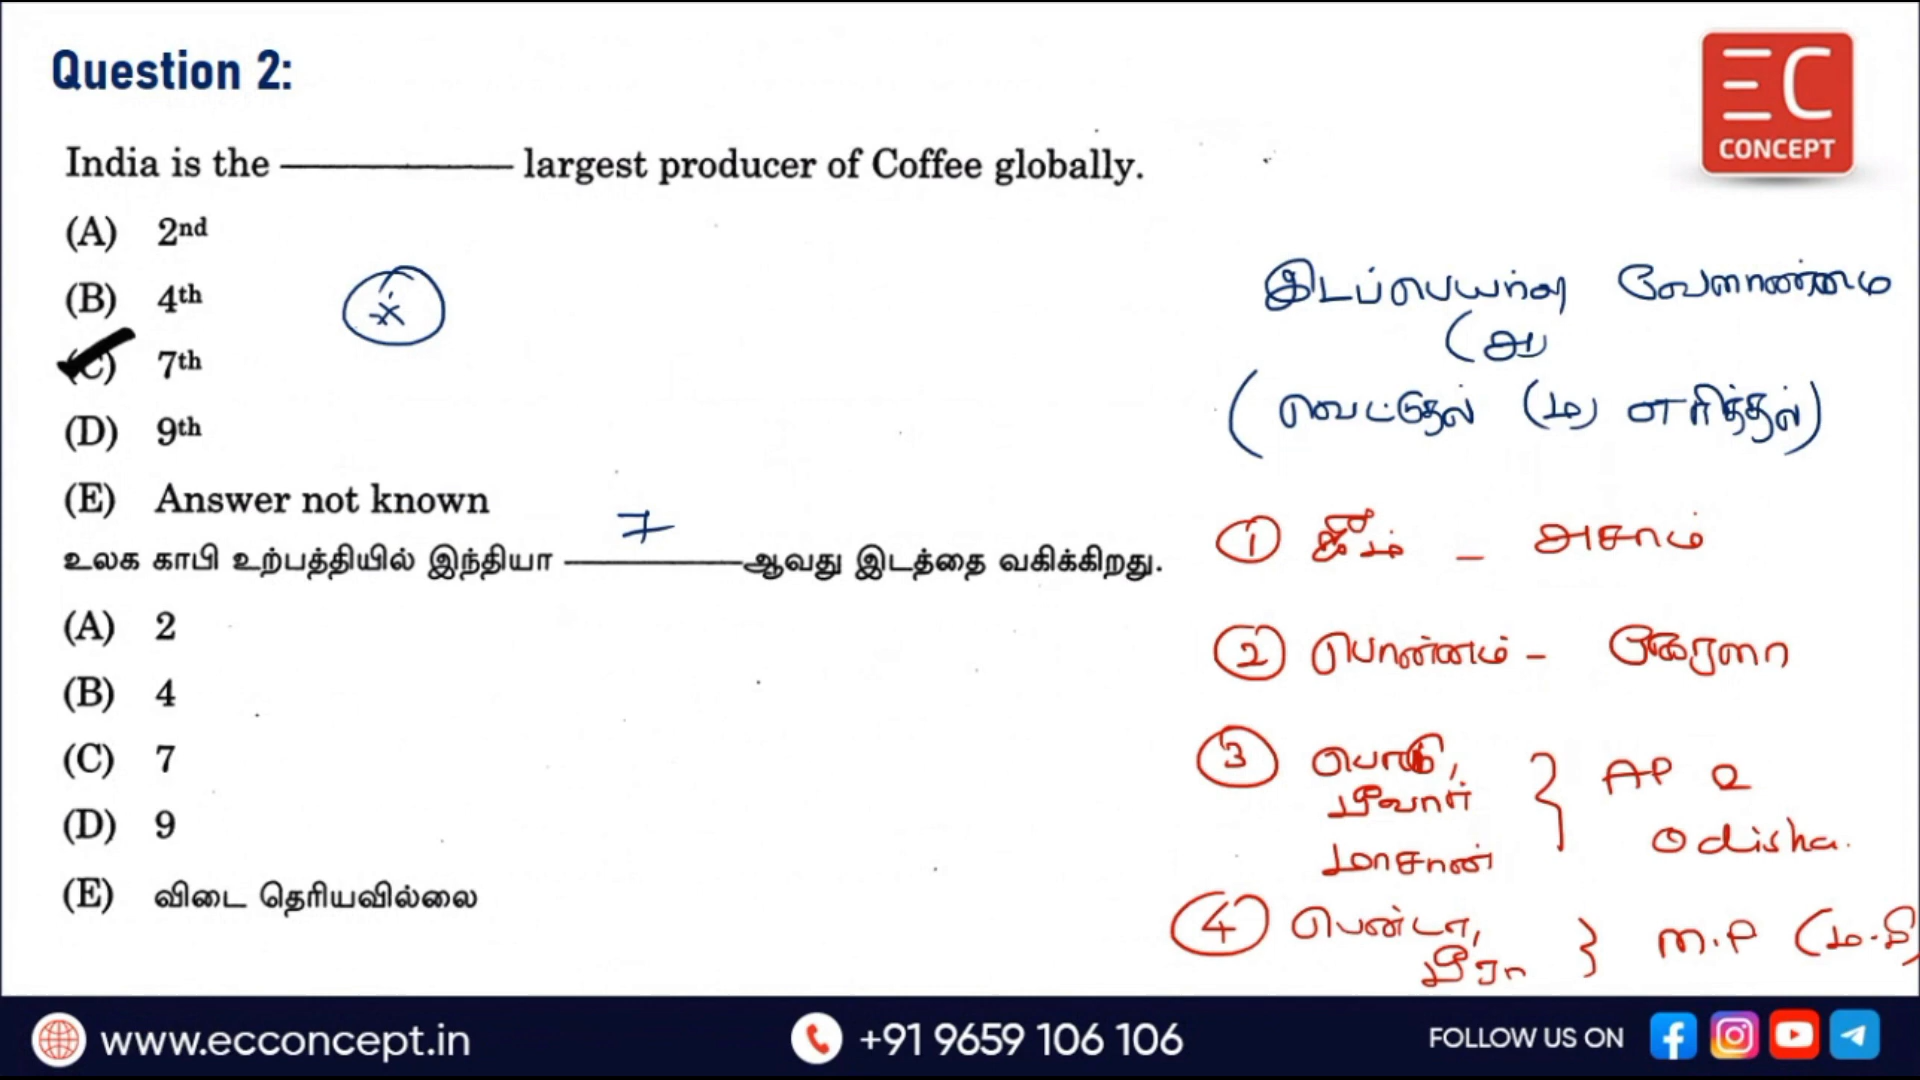 Question 2:
EC
CONCEPT
India is the ———— largest producer of Coffee globally.
(A) 2nd
(B) 4th
(C) 7th
(D) 9th
(E) Answer not known
7
உலக காபி உற்பத்தியில் இந்தியா ———— ஆவது இடத்தை வகிக்கிறது.
(A) 2
(B) 4
(C) 7
(D) 9
(E) விடை தெரியவில்லை
இடப்பெயர்வு வேளாண்மை
(அ)
(வெட்டுதல் (ம) எரித்தல்)
① ஜீம் – அசாம்
② பொன்னம் – கேரளா
③ பொடு,
மாசான்
AP &
Odisha.
④ பென்டா,
M.P
www.ecconcept.in
+91 9659 106 106
FOLLOW US ON